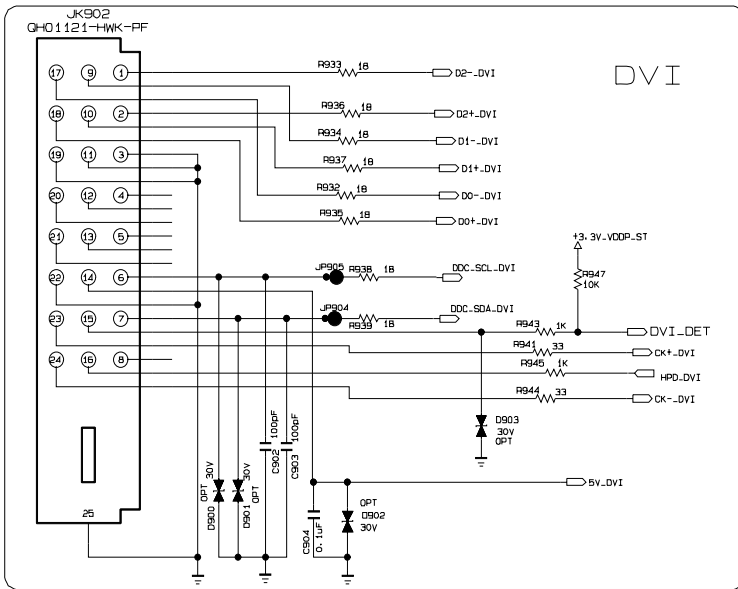 JK902
QH01121-HWK-PF
DVI
17 9 1
R933 18 D2-_DVI
18 10 2
R936 18 D2+_DVI
R934 18 D1-_DVI
19 11 3
R937 18 D1+_DVI
20 12 4
R932 18 D0-_DVI
R935 18 D0+_DVI
21 13 5
+3.3V_VDDP_ST
22 14 6
JP905 R938 18 DDC_SCL_DVI
R947
10K
23 15 7
JP904 R939 18 DDC_SDA_DVI
R943 1K DVI_DET
R941 33 CK+_DVI
24 16 8
R945 1K HPD_DVI
R944 33 CK-_DVI
D903
30V
OPT
100pF
C902
100pF
C903
30V
OPT
D900
30V
OPT
D901
5V_DVI
C904
0.1uF
OPT
D902
30V
25